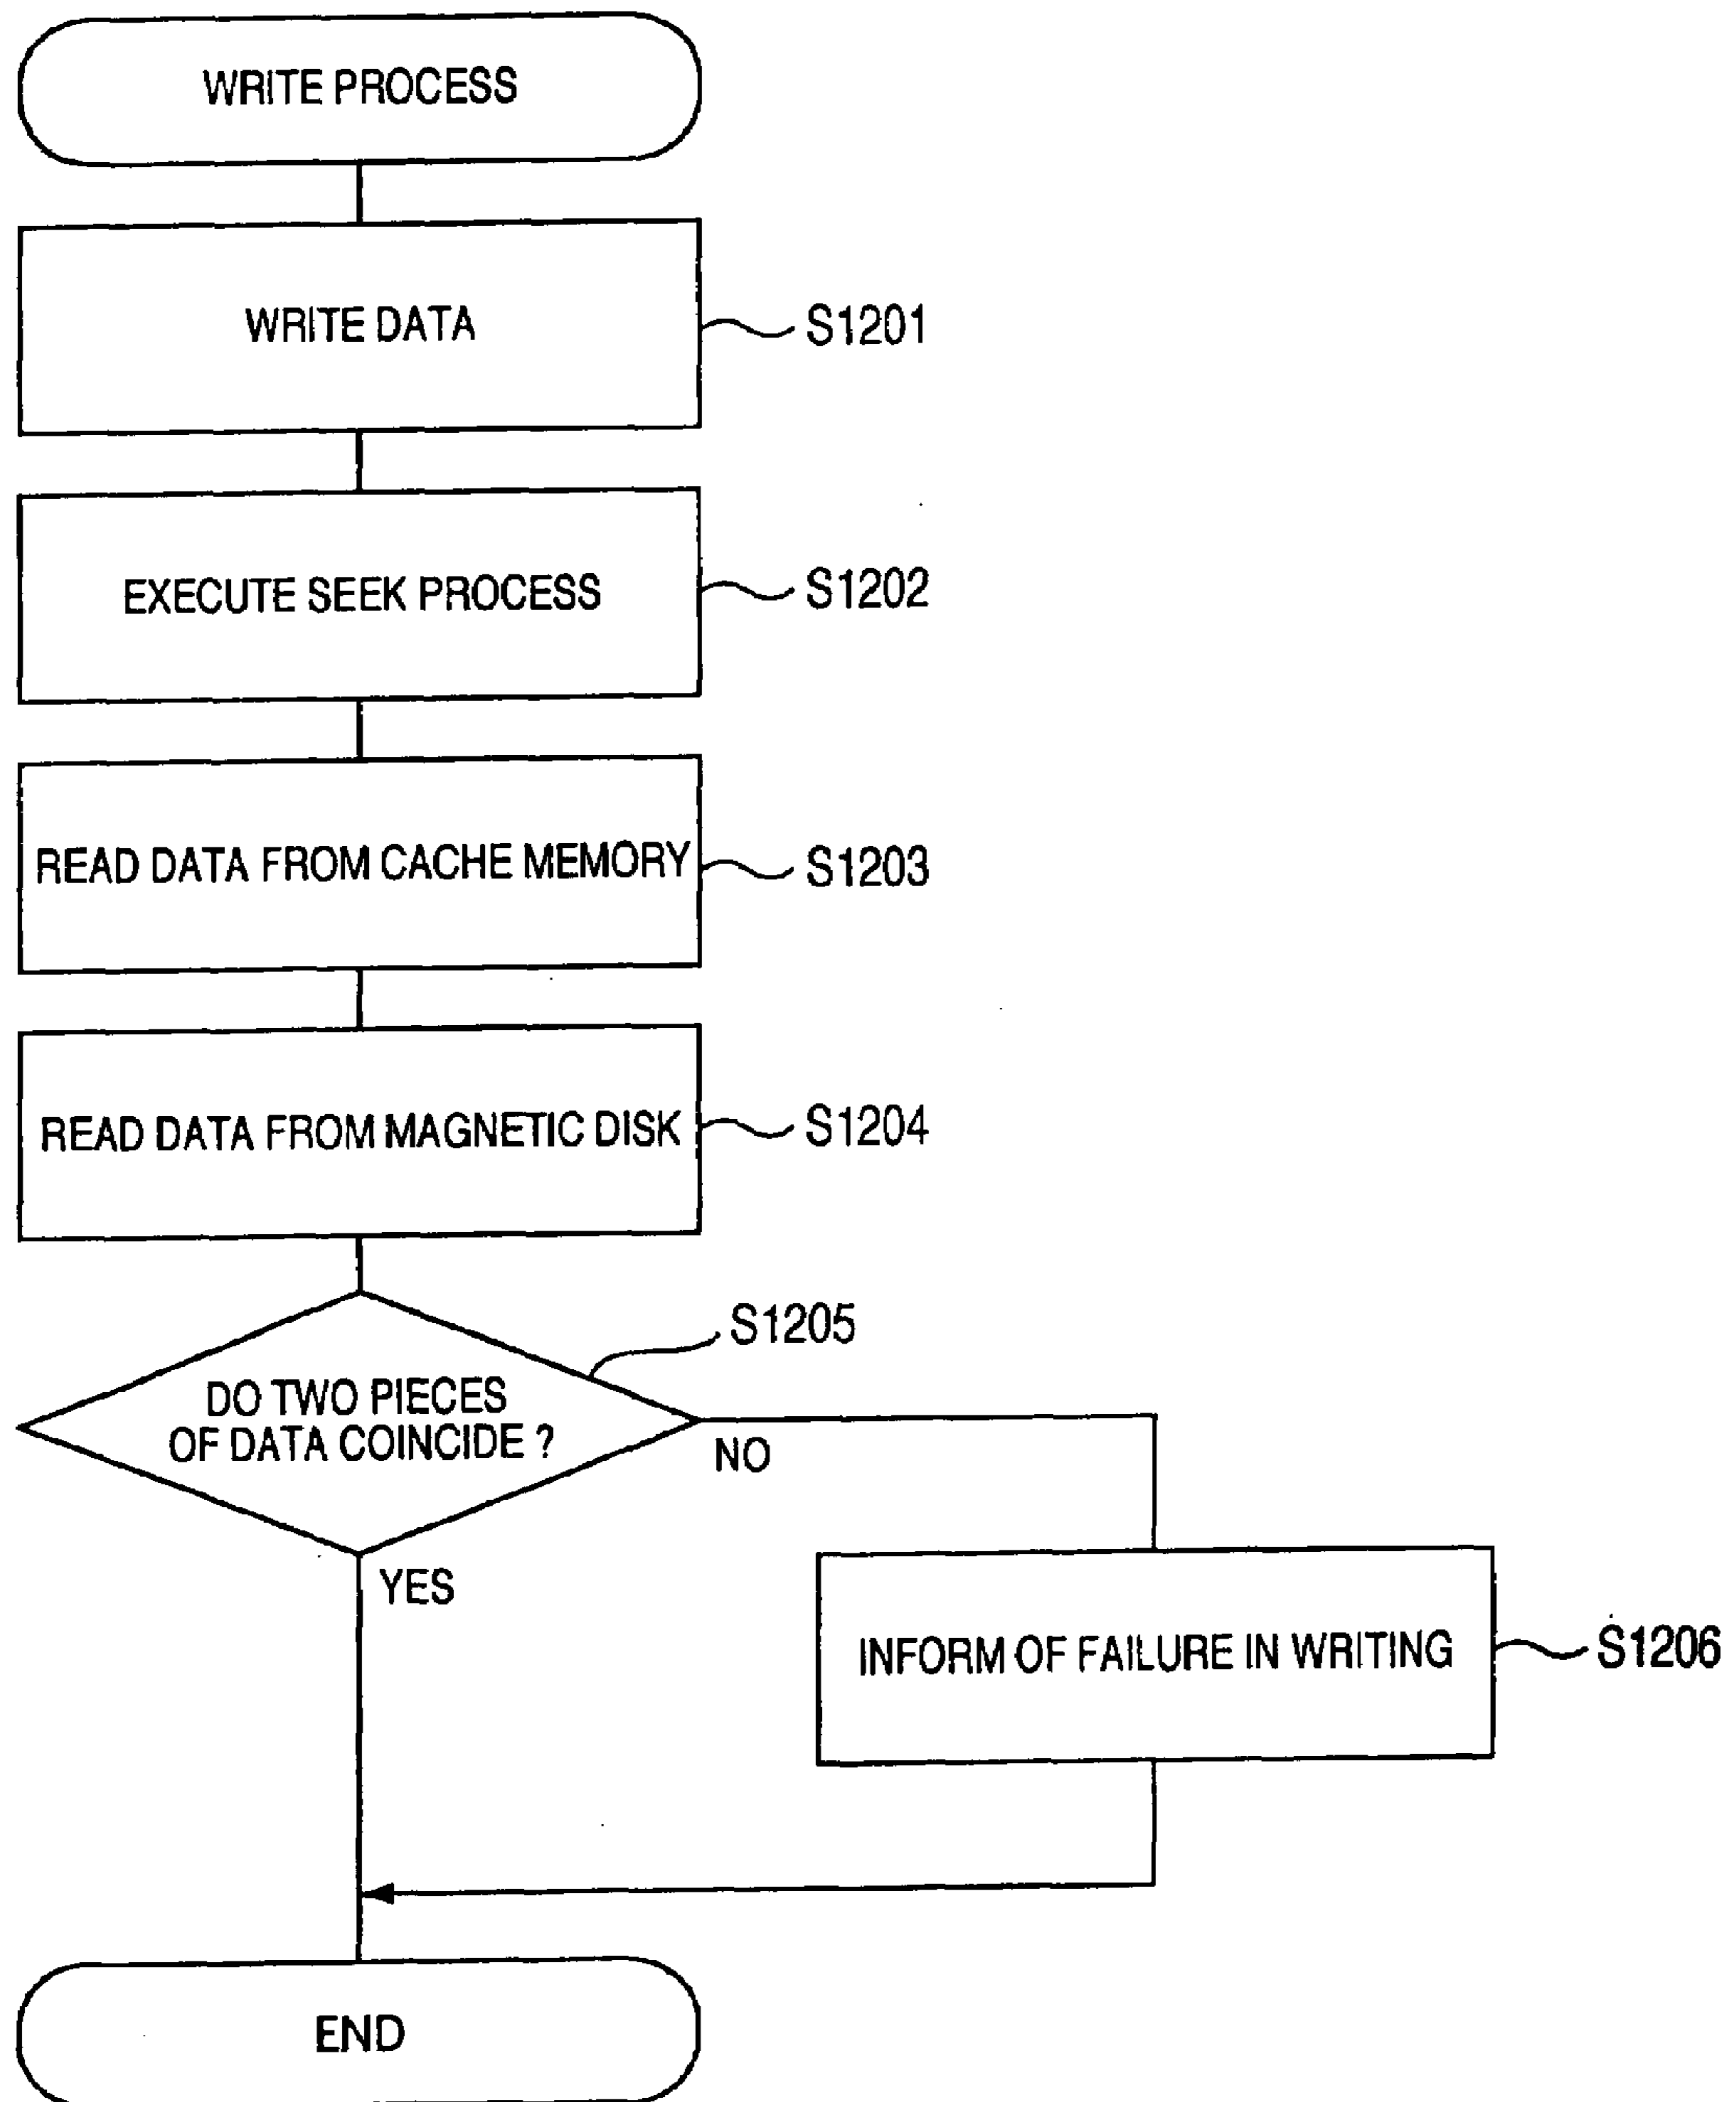 WRITE PROCESS
WRITE DATA
S1201
EXECUTE SEEK PROCESS
S1202
READ DATA FROM CACHE MEMORY
S1203
READ DATA FROM MAGNETIC DISK
S1204
S1205
DO TWO PIECES
OF DATA COINCIDE ?
NO
YES
INFORM OF FAILURE IN WRITING
S1206
END